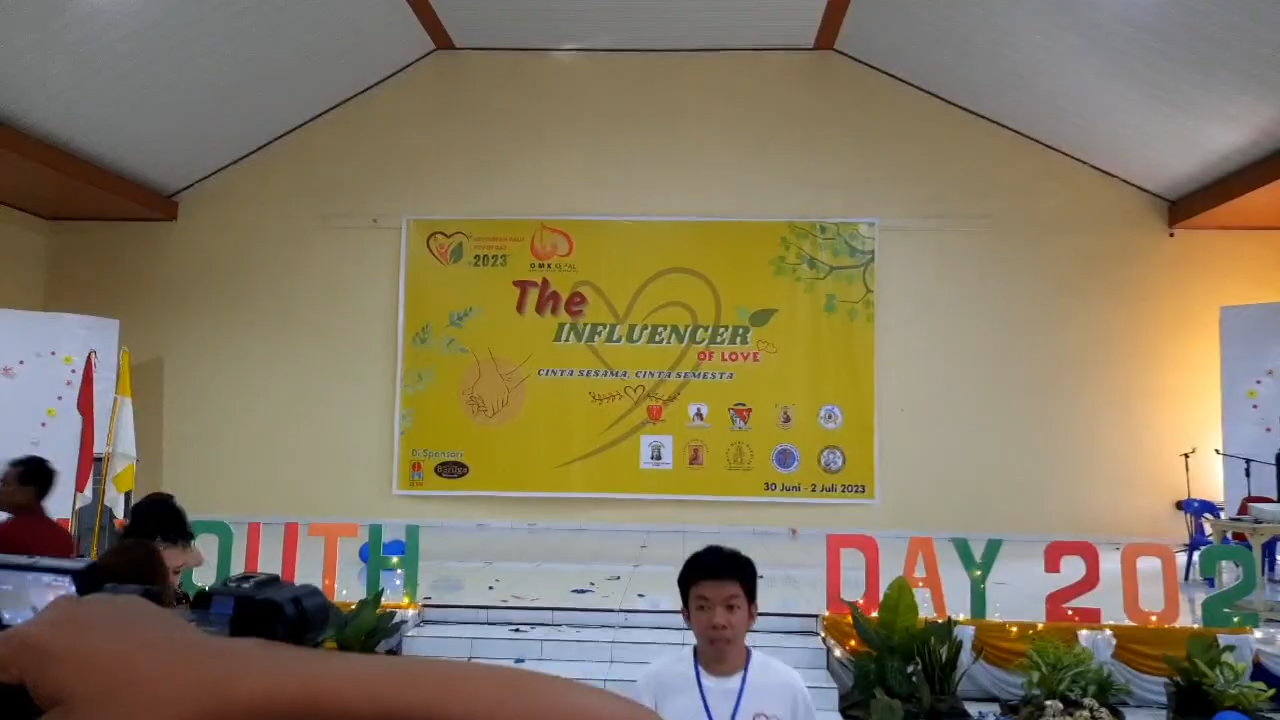 2023
OMK KEPAL
The
INFLUENCER
OF LOVE
CINTA SESAMA, CINTA SEMESTA
Di Sponsori
Baruga
30 Juni - 2 Juli 2023
OUTH
DAY 202